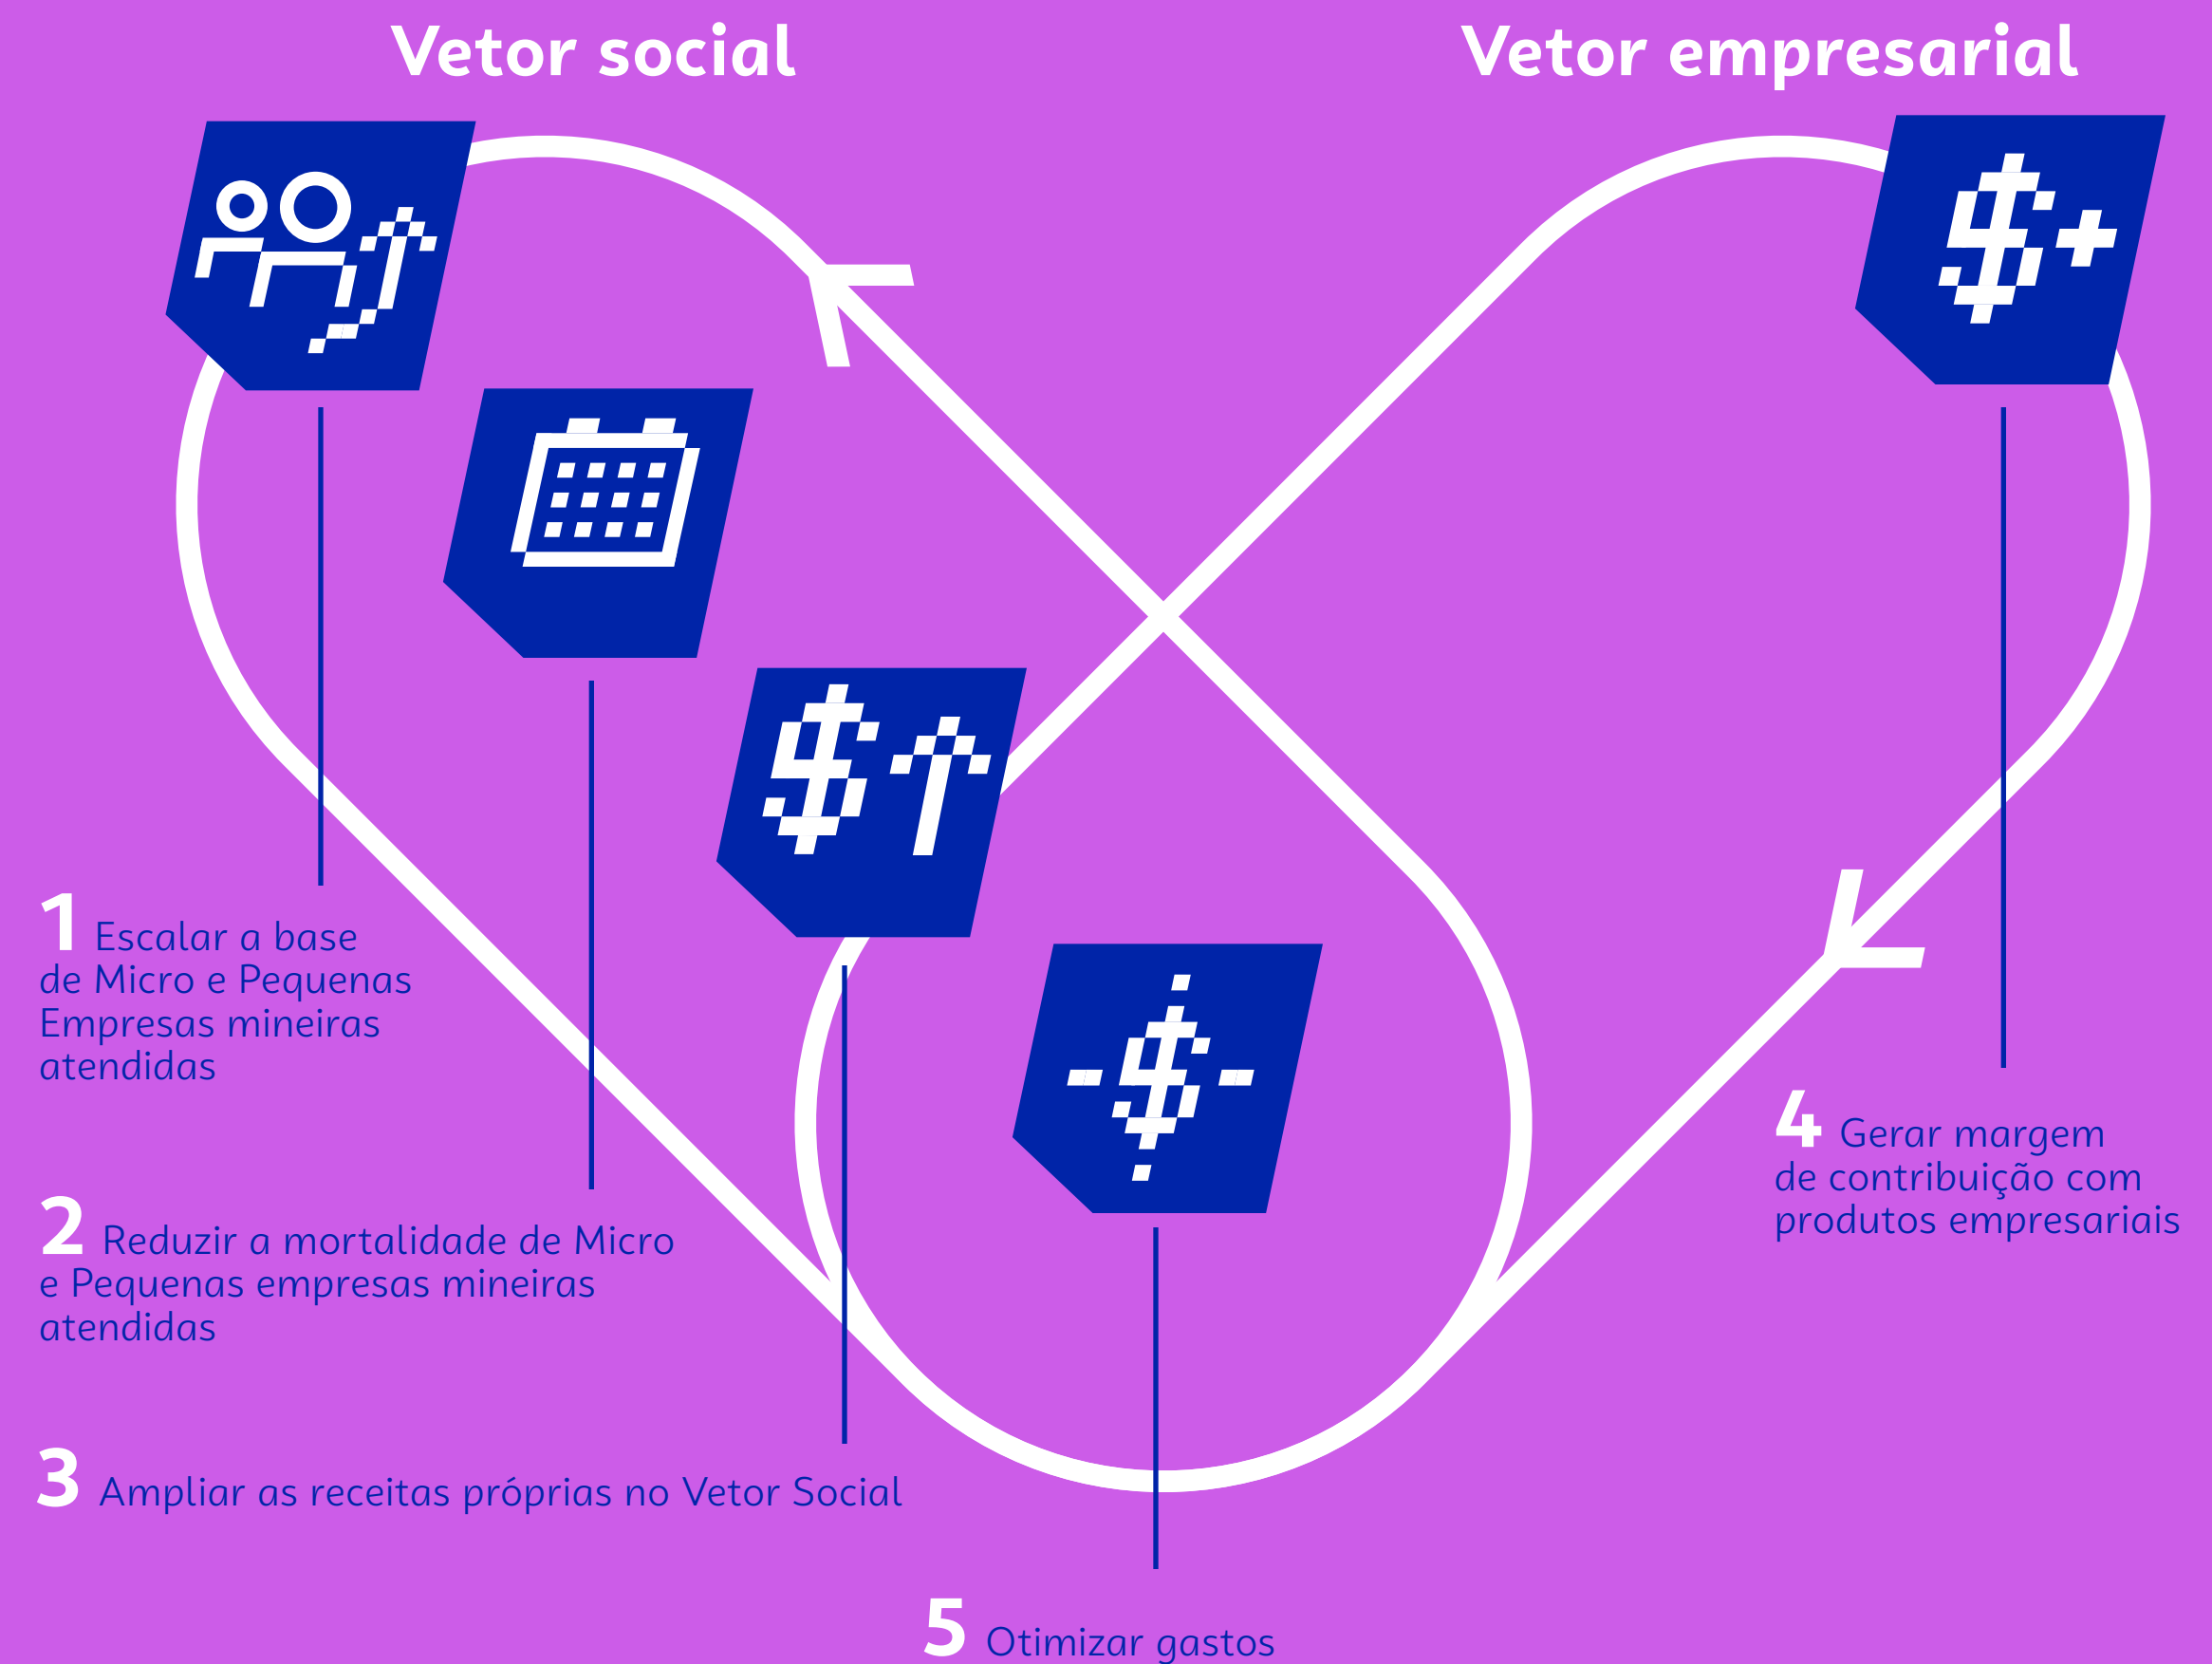 Vetor social
Vetor empresarial
1 Escalar a base
de Micro e Pequenas
Empresas mineiras
atendidas
2 Reduzir a mortalidade de Micro
e Pequenas empresas mineiras
atendidas
3 Ampliar as receitas próprias no Vetor Social
4 Gerar margem
de contribuição com
produtos empresariais
5 Otimizar gastos